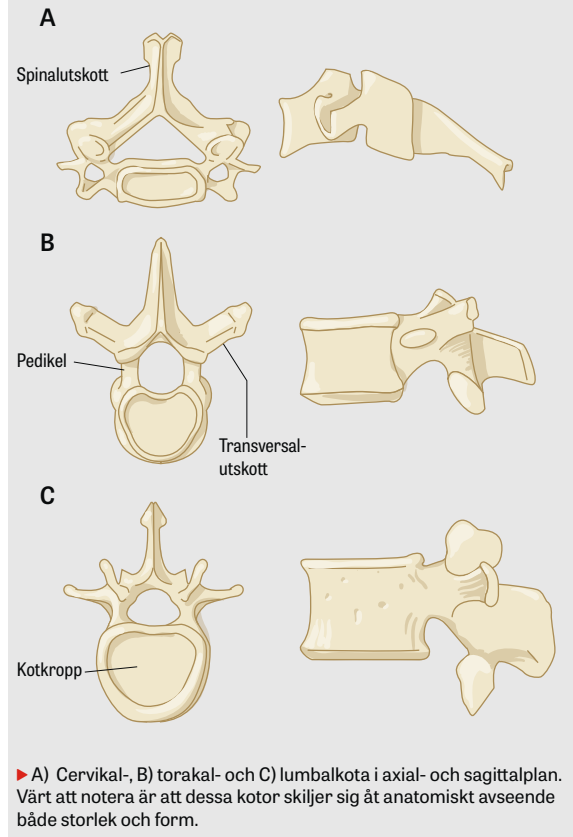 A
Spinalutskott
B
Pedikel
Transversal-
utskott
C
Kotkropp
▶ A) Cervikal-, B) torakal- och C) lumbalkota i axial- och sagittalplan.
Värt att notera är att dessa kotor skiljer sig åt anatomiskt avseende
både storlek och form.